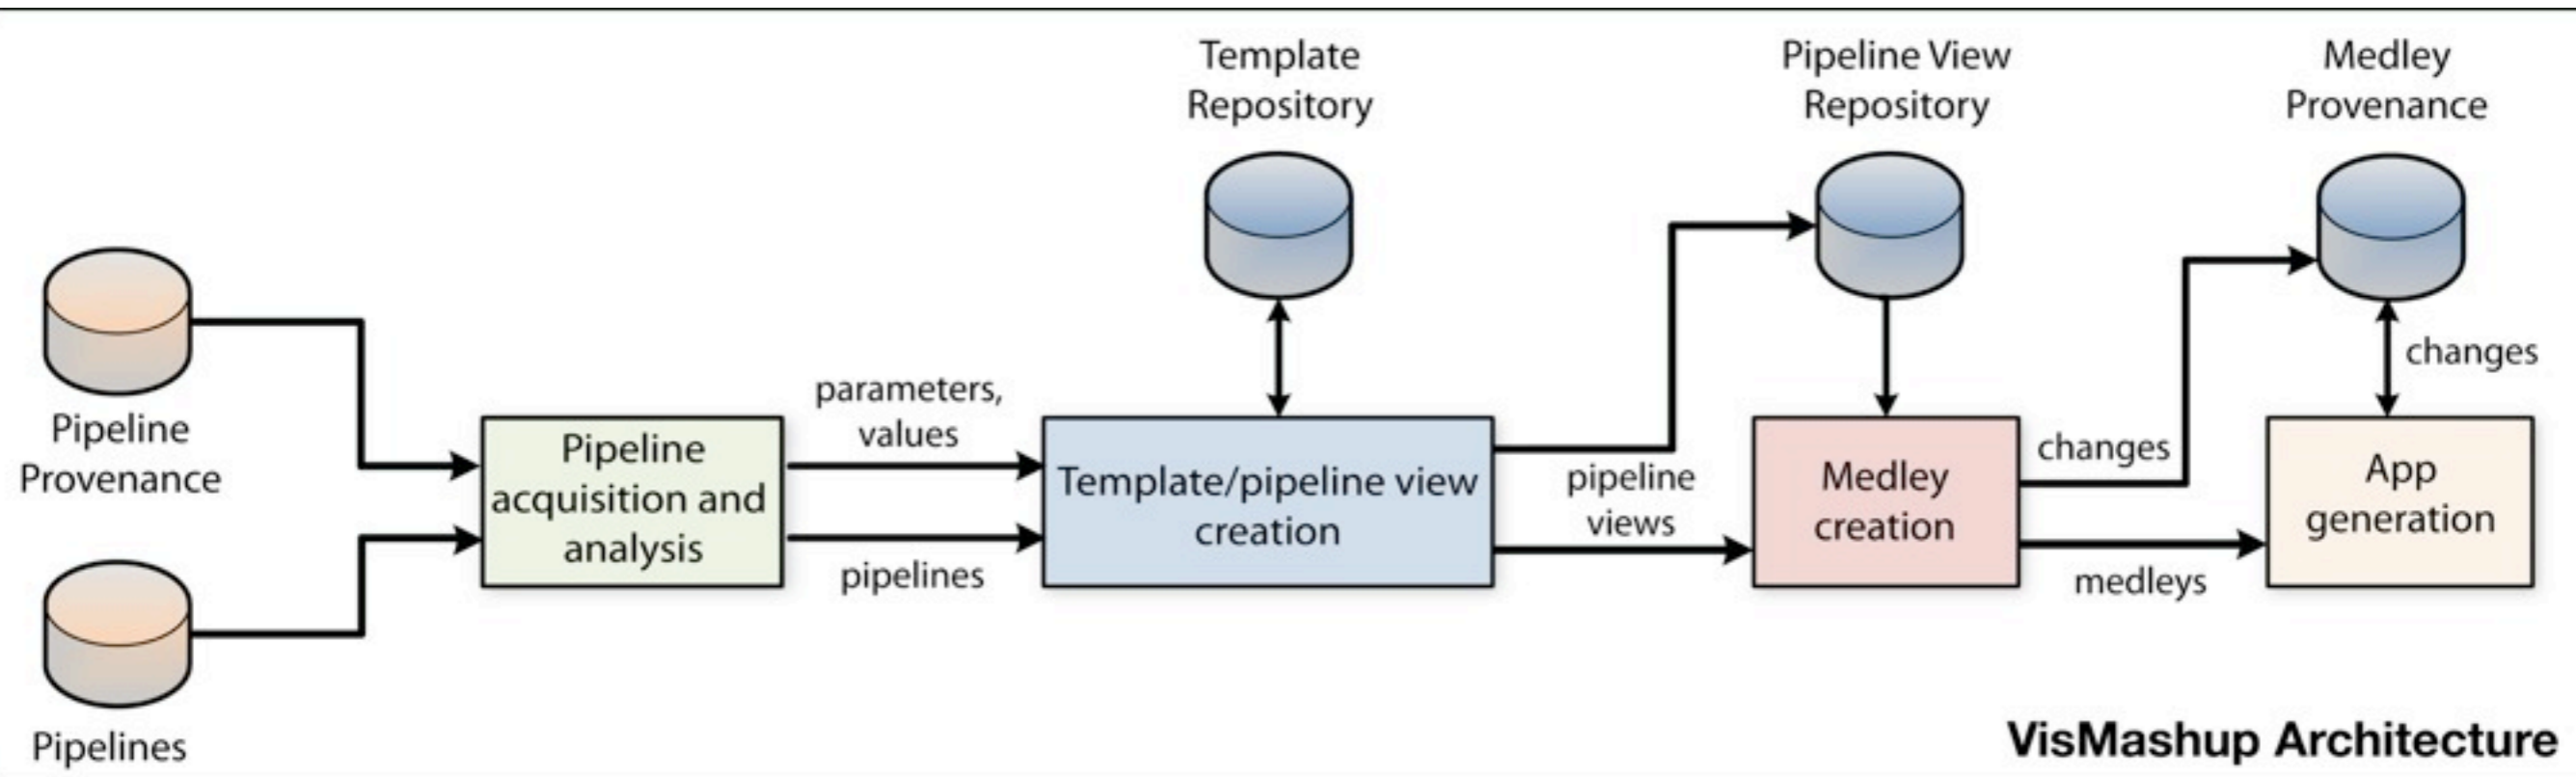 Template
Repository
Pipeline View
Repository
Medley
Provenance
Pipeline
Provenance
Pipelines
Pipeline
acquisition and
analysis
parameters,
values
pipelines
Template/pipeline view
creation
pipeline
views
Medley
creation
changes
medleys
changes
App
generation
VisMashup Architecture